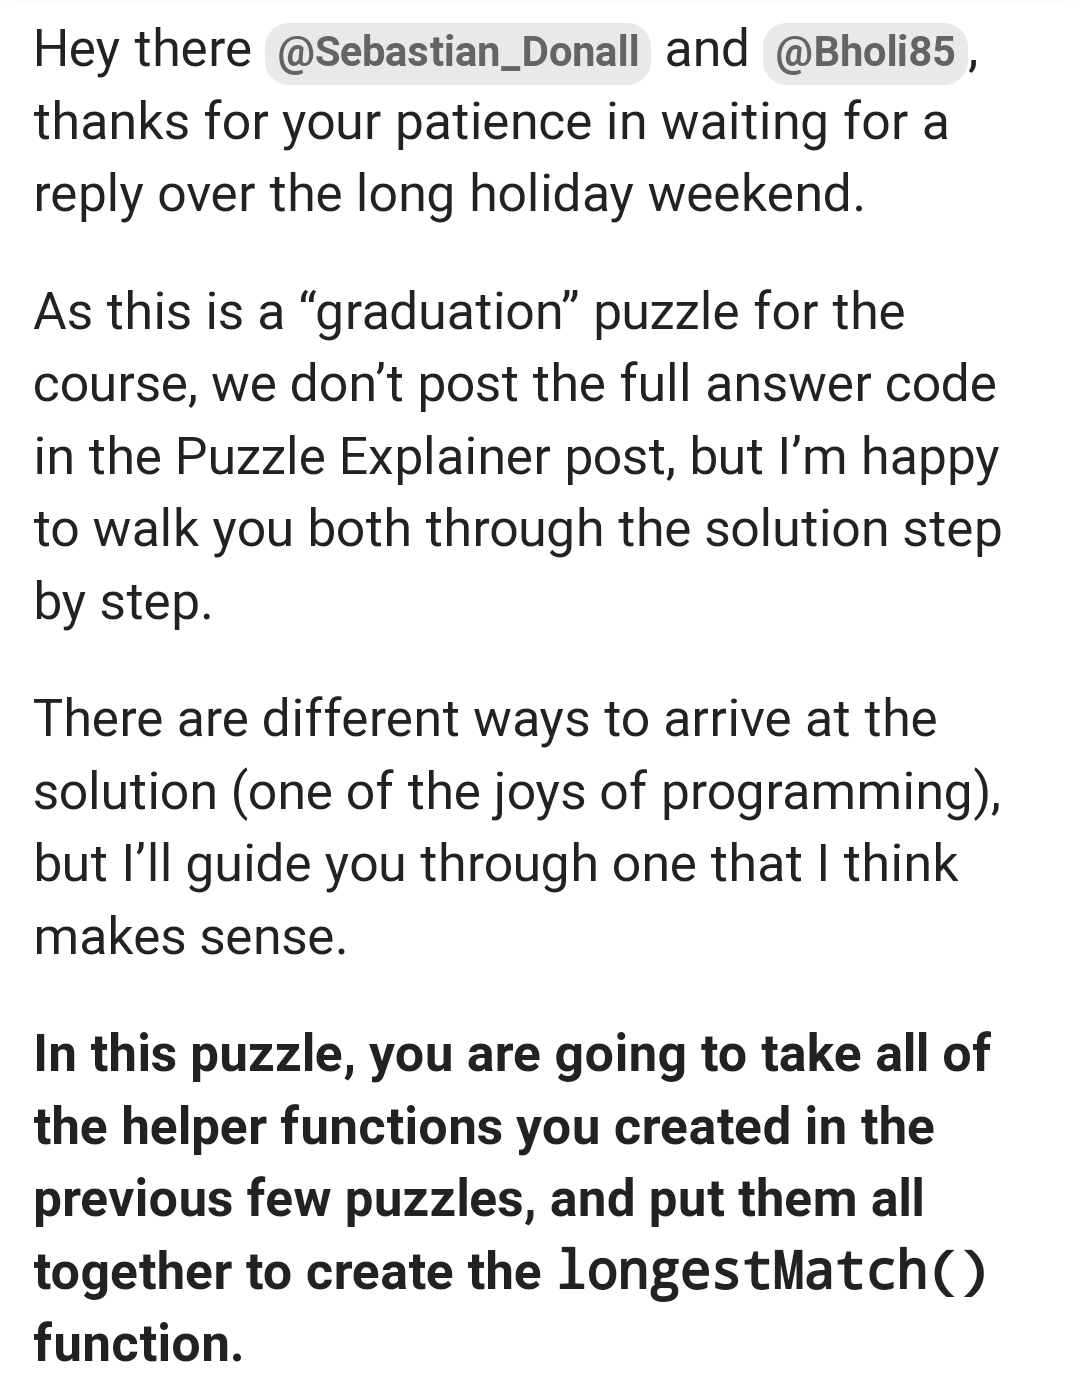 Hey there @Sebastian_Donall and @Bholi85,
thanks for your patience in waiting for a
reply over the long holiday weekend.
As this is a “graduation” puzzle for the
course, we don’t post the full answer code
in the Puzzle Explainer post, but I’m happy
to walk you both through the solution step
by step.
There are different ways to arrive at the
solution (one of the joys of programming),
but I’ll guide you through one that I think
makes sense.
In this puzzle, you are going to take all of
the helper functions you created in the
previous few puzzles, and put them all
together to create the longestMatch()
function.